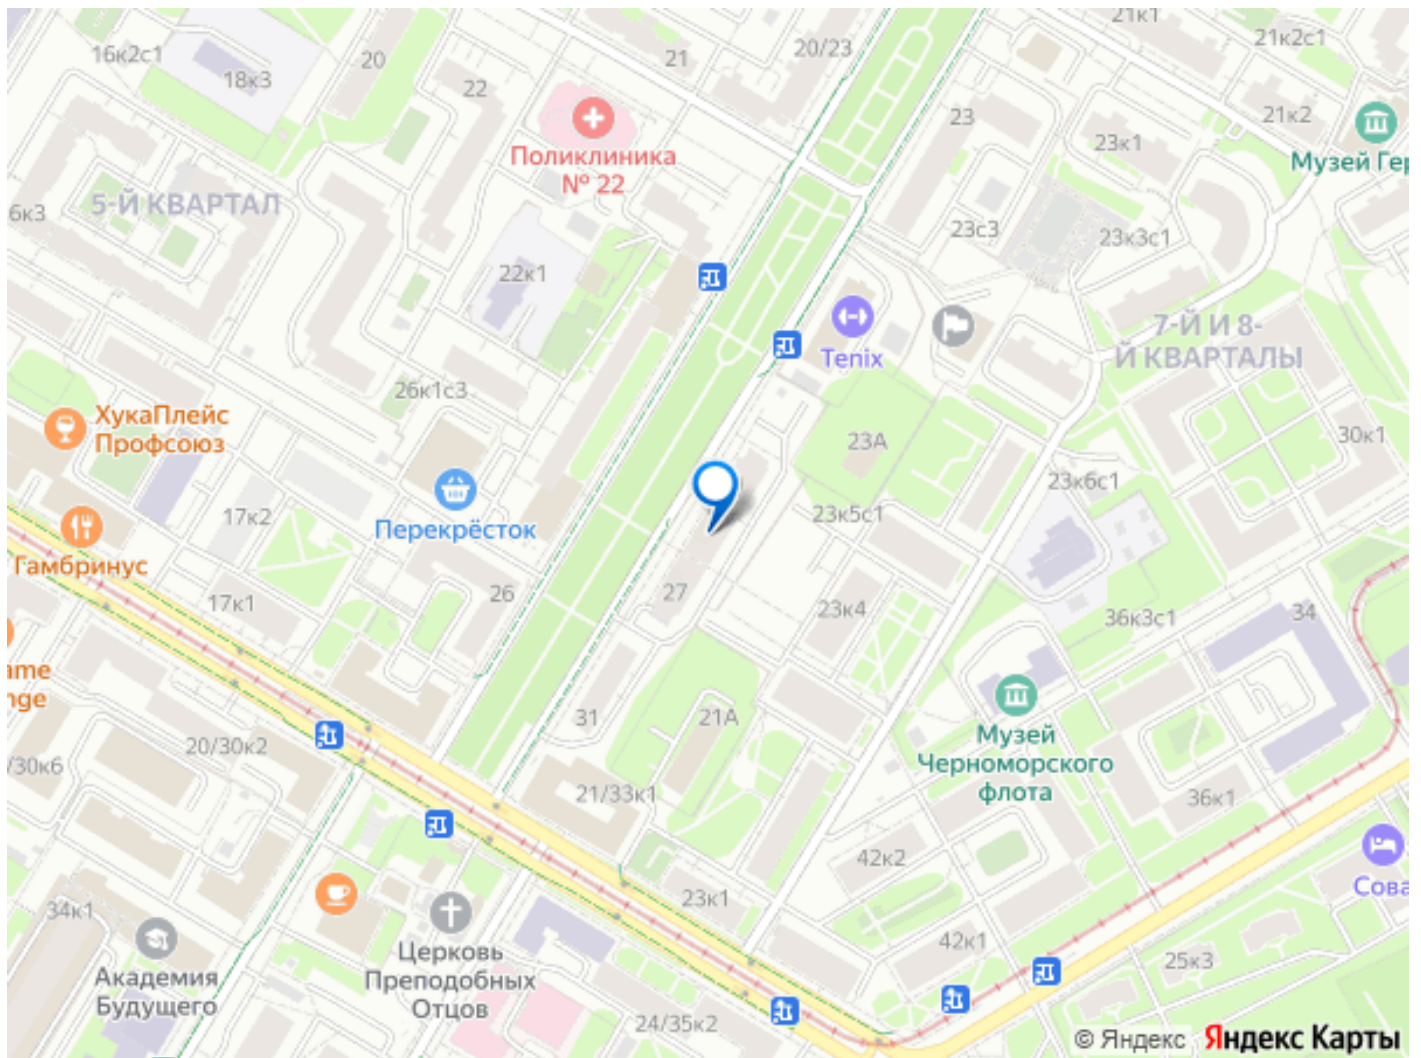 21к1
16к2с1
20
21
20/23
21к2с1
18к3
22
23
21к2
23к1
Поликлиника
№ 22
Музей Гер
5-Й КВАРТАЛ
6к3
23с3
23к3с1
22к1
7-Й И 8-
Й КВАРТАЛЫ
Tenix
26к1с3
ХукаПлейс
Профсоюз
23А
30к1
23к6с1
17к2
Перекрёсток
23к5с1
Гамбринус
17к1
26
27
23к4
36к3с1
34
ame
nge
31
21А
20/30к2
/30к6
Музей
Черноморского
флота
21/33к1
36к1
42к2
Сова
34к1
23к1
Церковь
Преподобных
Отцов
42к1
25к3
Академия
Будущего
24/35к2
© Яндекс Яндекс Карты